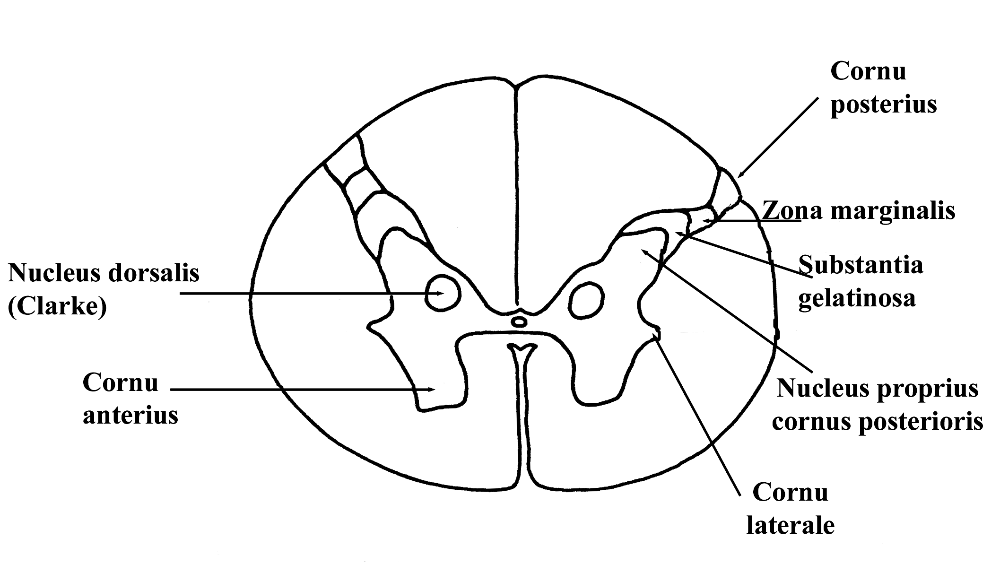 Cornu
posterius
Zona marginalis
Substantia
gelatinosa
Nucleus dorsalis
(Clarke)
Cornu
anterius
Nucleus proprius
cornus posterioris
Cornu
laterale